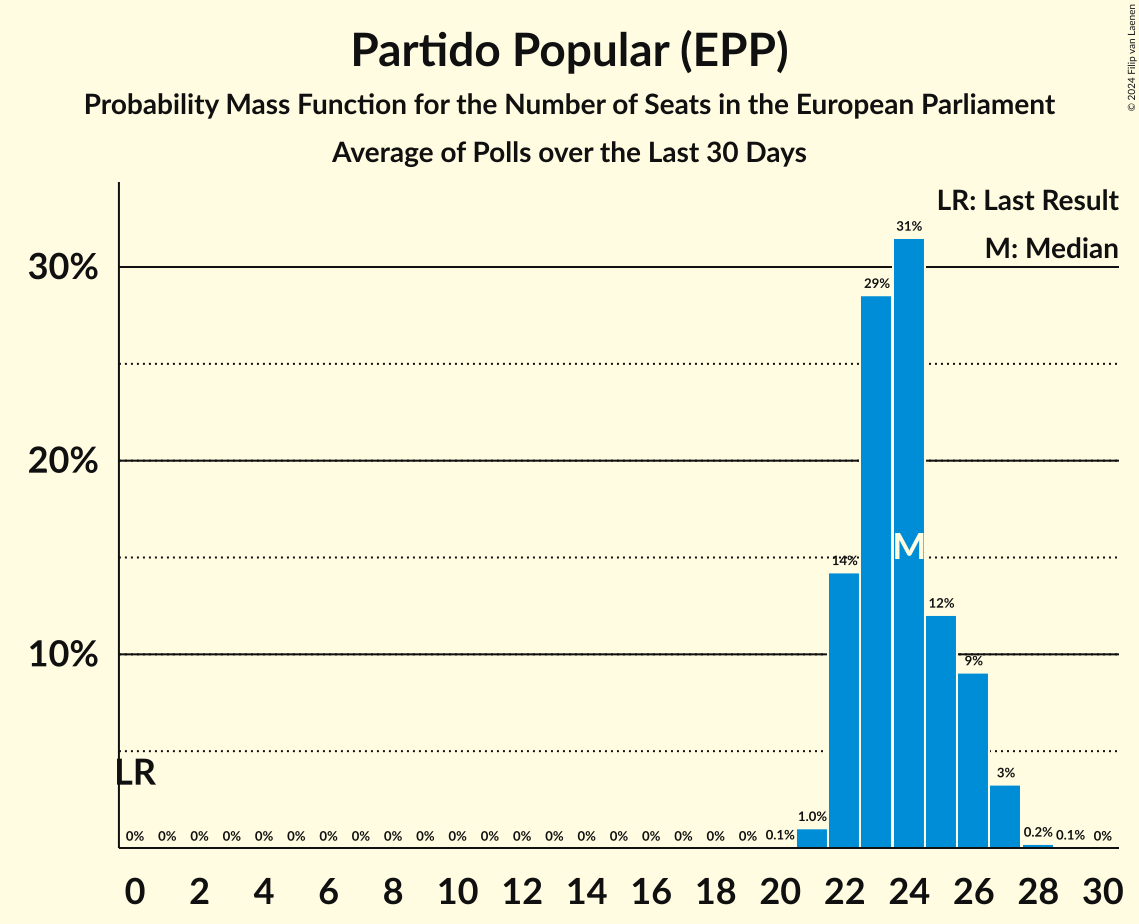 Partido Popular (EPP)
Probability Mass Function for the Number of Seats in the European Parliament
Average of Polls over the Last 30 Days
© 2024 Filip van Laenen
LR: Last Result
M: Median
30%
20%
10%
31%
29%
14%
M
12%
9%
3%
LR
0% 0% 0% 0% 0% 0% 0% 0% 0% 0% 0% 0% 0% 0% 0% 0% 0% 0% 0% 0% 0.1% 1.0% 0.2% 0.1% 0%
0 2 4 6 8 10 12 14 16 18 20 22 24 26 28 30